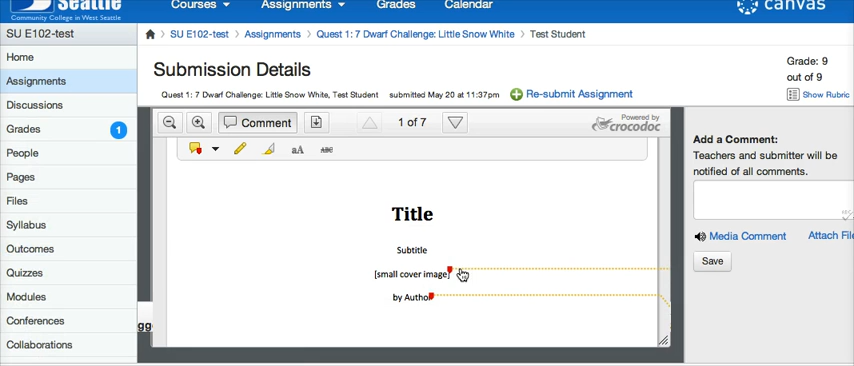 Seattle
Community College in West Seattle
Courses
Assignments
Grades
Calendar
canvas
SU E102-test
SU E102-test
Assignments
Quest 1: 7 Dwarf Challenge: Little Snow White
Test Student
Home
Assignments
Discussions
Grades
1
People
Pages
Files
Syllabus
Outcomes
Quizzes
Modules
Conferences
Collaborations
Submission Details
Grade: 9
out of 9
Quest 1: 7 Dwarf Challenge: Little Snow White, Test Student submitted May 20 at 11:37pm
Re-submit Assignment
Show Rubric
Comment
1 of 7
Powered by
crocodoc
aA
ABC
Title
Subtitle
[small cover image]
by Author
gg
Add a Comment:
Teachers and submitter will be
notified of all comments.
Media Comment
Attach File
Save